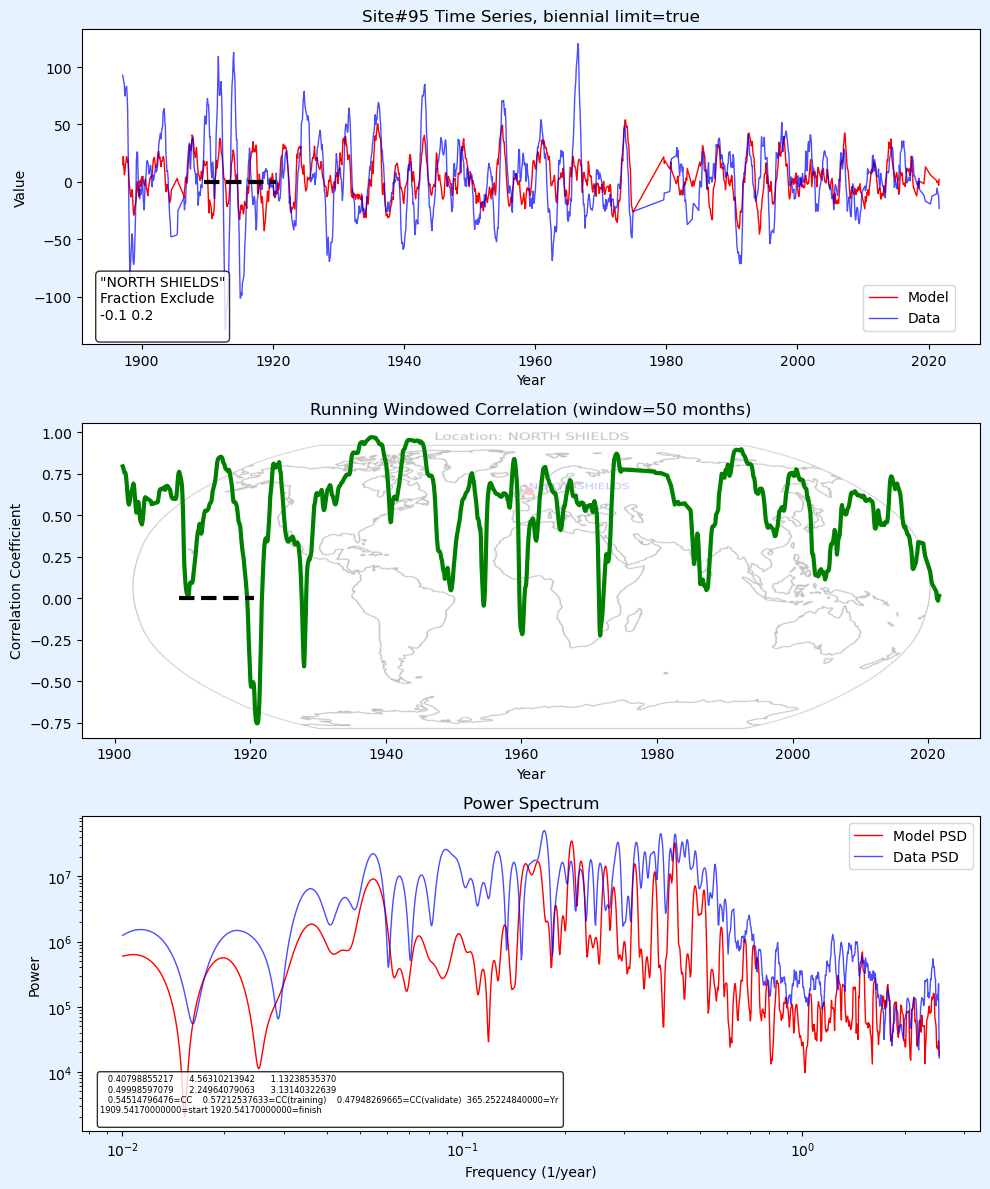 Site#95 Time Series, biennial limit=true
100
50
0
−50
−100
Value
"NORTH SHIELDS"
Fraction Exclude
-0.1 0.2
Model
Data
1900
1920
1940
1960
1980
2000
2020
Year
Running Windowed Correlation (window=50 months)
Location: NORTH SHIELDS
NORTH SHIELDS
1.00
0.75
0.50
0.25
0.00
−0.25
−0.50
−0.75
Correlation Coefficient
1900
1920
1940
1960
1980
2000
2020
Year
Power Spectrum
Model PSD
Data PSD
10^7
10^6
10^5
10^4
Power
0.40798855217 4.56310213942 1.13238535370
0.49998597079 2.24964079063 3.13140322639
0.54514796476=CC 0.57212537633=CC(training) 0.47948269665=CC(validate) 365.25224840000=Yr
1909.54170000000=start 1920.54170000000=finish
10^−2
10^−1
10^0
Frequency (1/year)